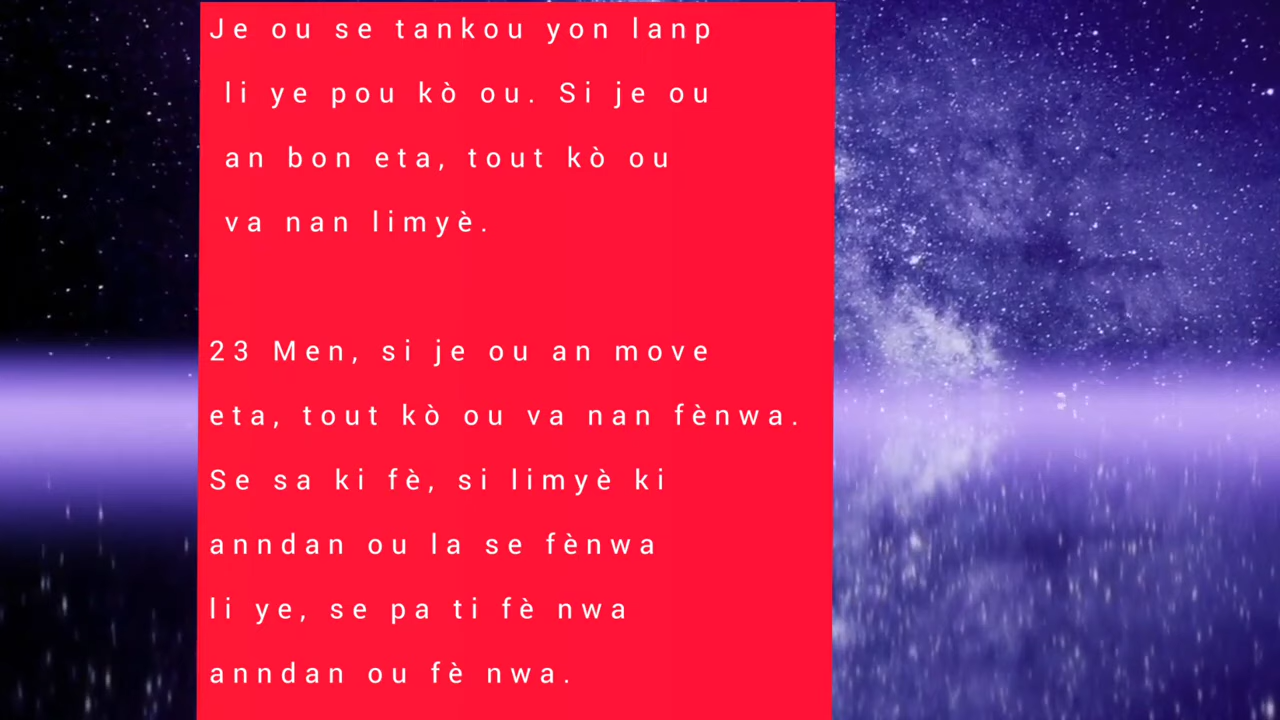 Je ou se tankou yon lanp
li ye pou kò ou. Si je ou
an bon eta, tout kò ou
va nan limyè.
23 Men, si je ou an move
eta, tout kò ou va nan fènwa.
Se sa ki fè, si limyè ki
anndan ou la se fènwa
li ye, se pa ti fè nwa
anndan ou fè nwa.